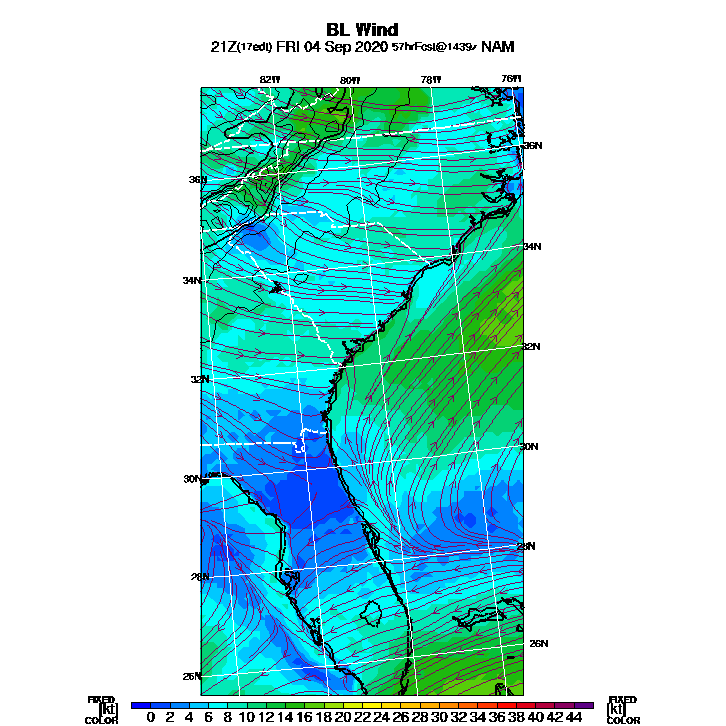 BL Wind
21Z(17edt) FRI 04 Sep 2020 57hrFcst@1439z NAM
82W 80W 78W 76W
36N
36N
34N
34N
32N
32N
30N
30N
28N
28N
26N
26N
FIXED FIXED
[kt] 0 2 4 6 8 10 12 14 16 18 20 22 24 26 28 30 32 34 36 38 40 42 44 [kt]
COLOR COLOR